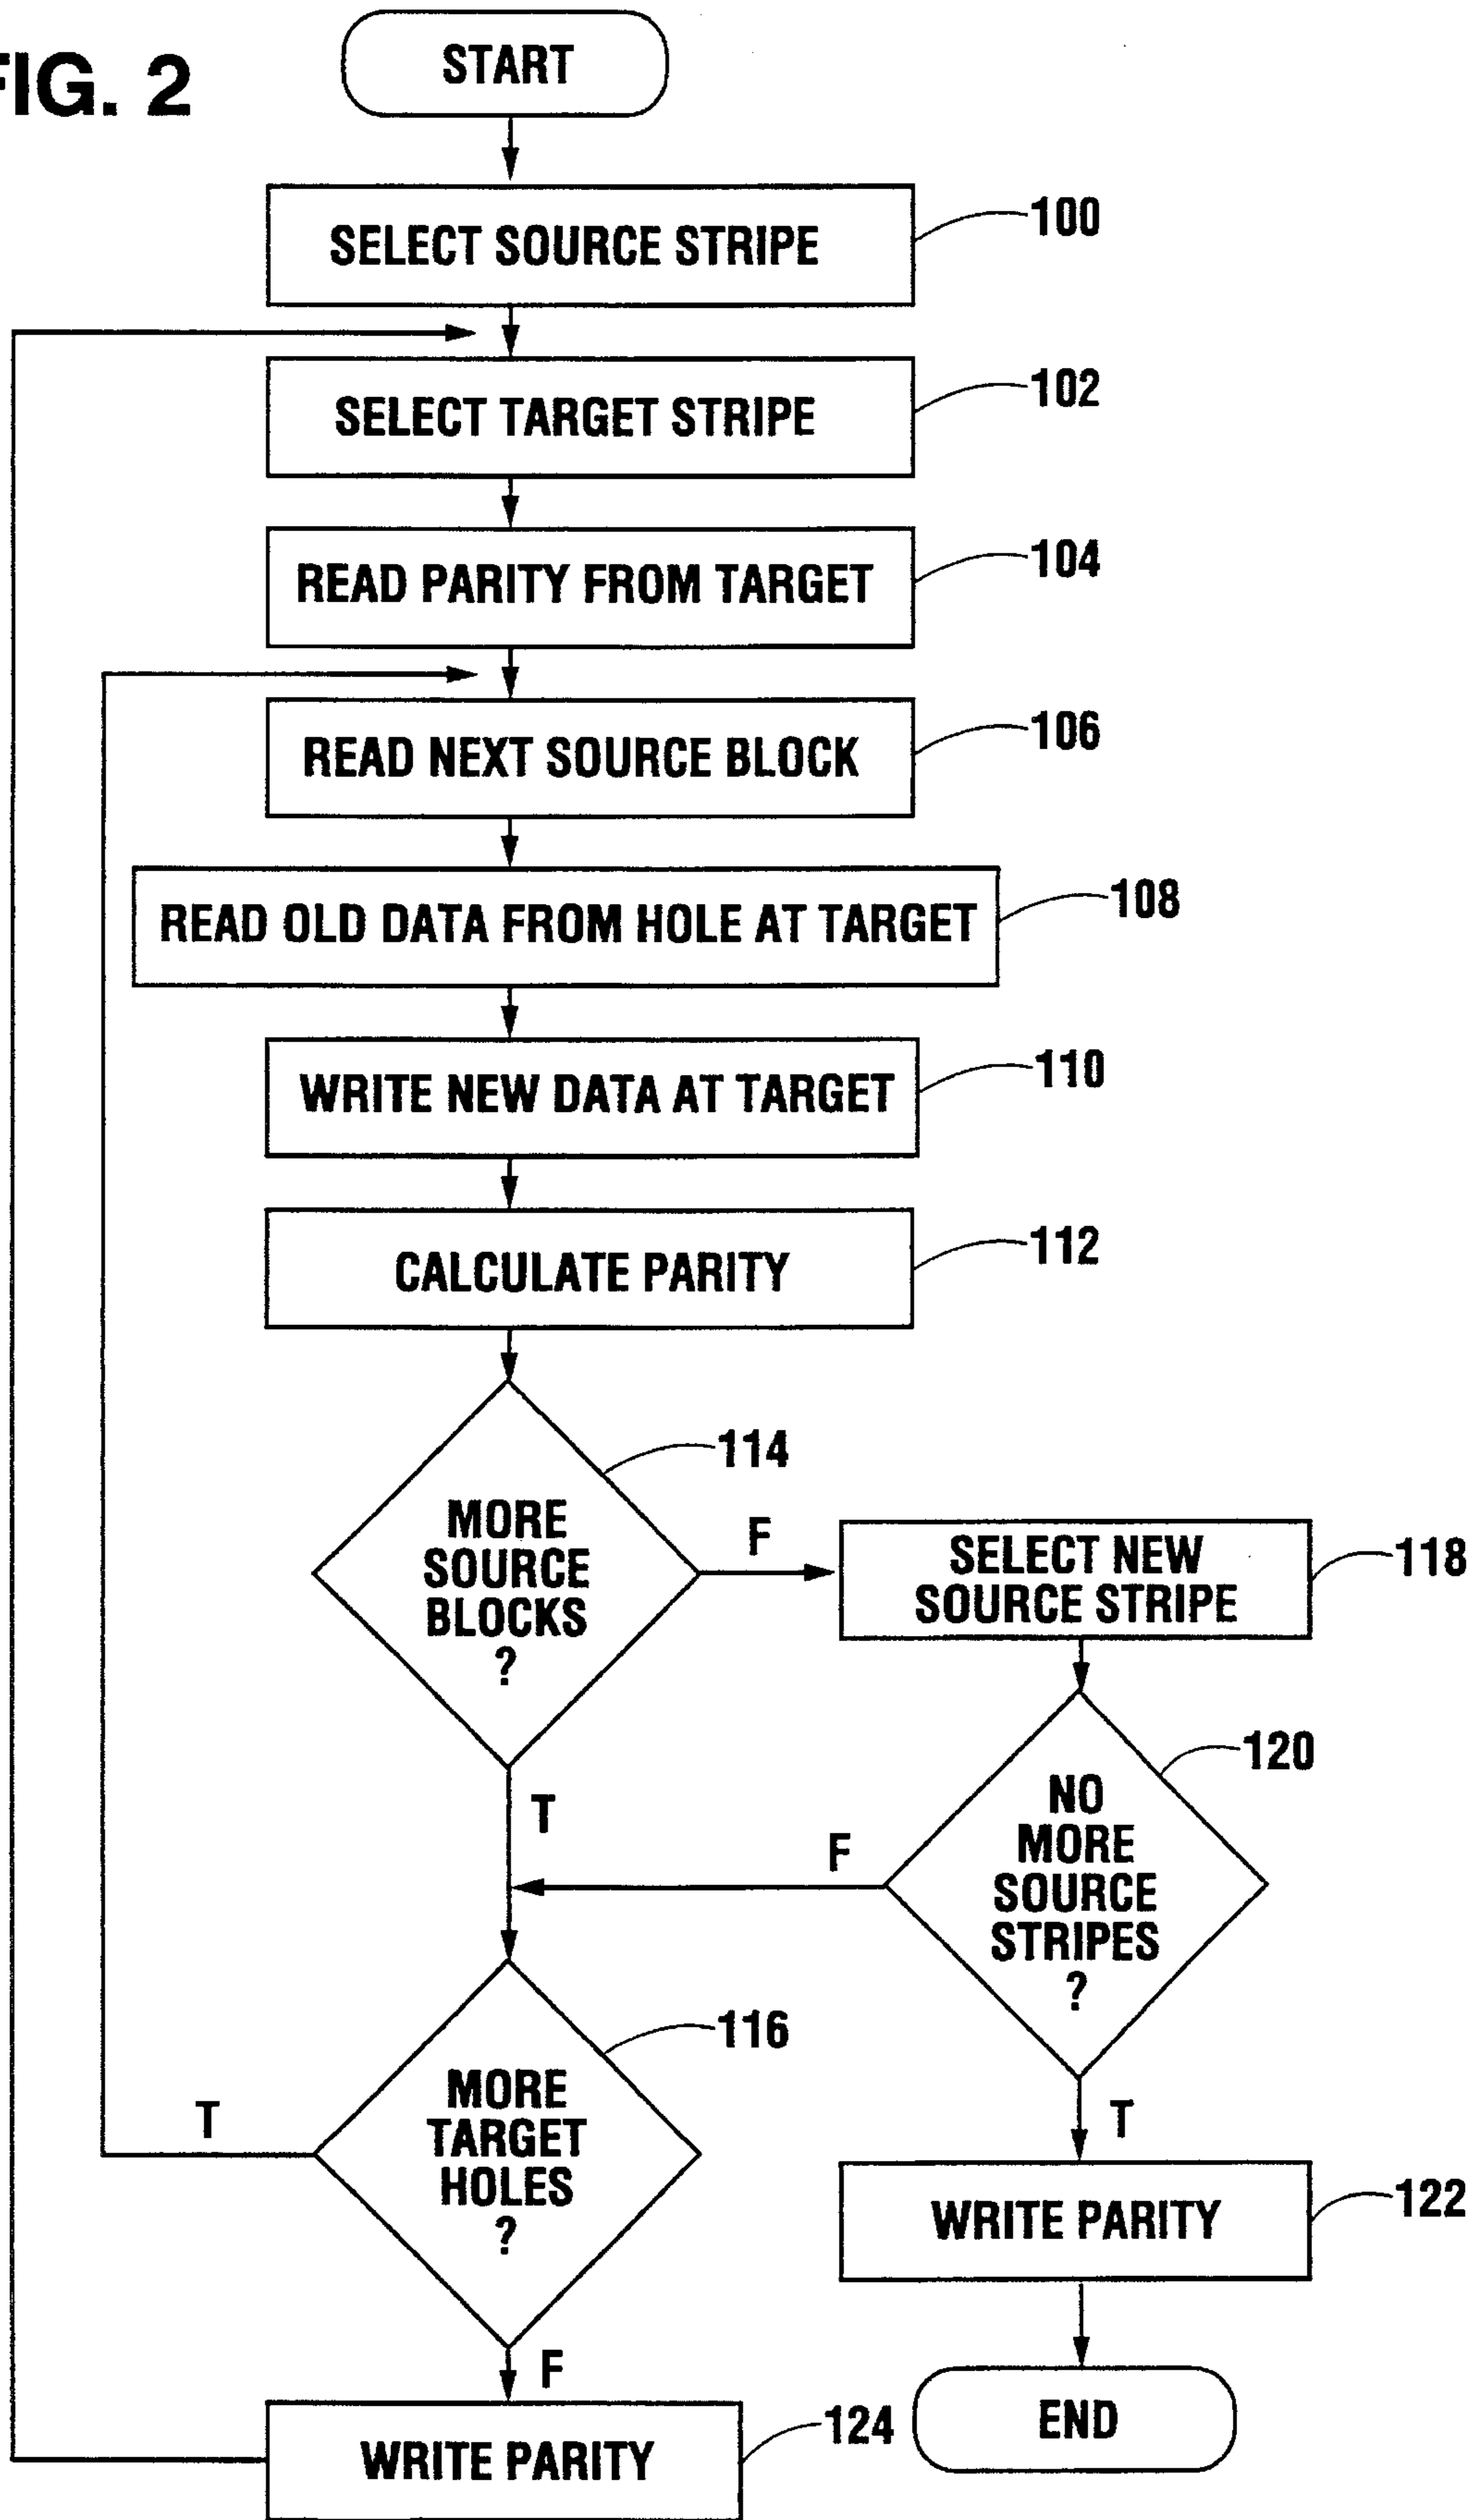 FIG. 2
START
SELECT SOURCE STRIPE
100
SELECT TARGET STRIPE
102
READ PARITY FROM TARGET
104
READ NEXT SOURCE BLOCK
106
READ OLD DATA FROM HOLE AT TARGET
108
WRITE NEW DATA AT TARGET
110
CALCULATE PARITY
112
MORE
SOURCE
BLOCKS
?
114
F
T
SELECT NEW
SOURCE STRIPE
118
NO
MORE
SOURCE
STRIPES
?
120
F
T
MORE
TARGET
HOLES
?
116
T
F
WRITE PARITY
122
WRITE PARITY
124
END